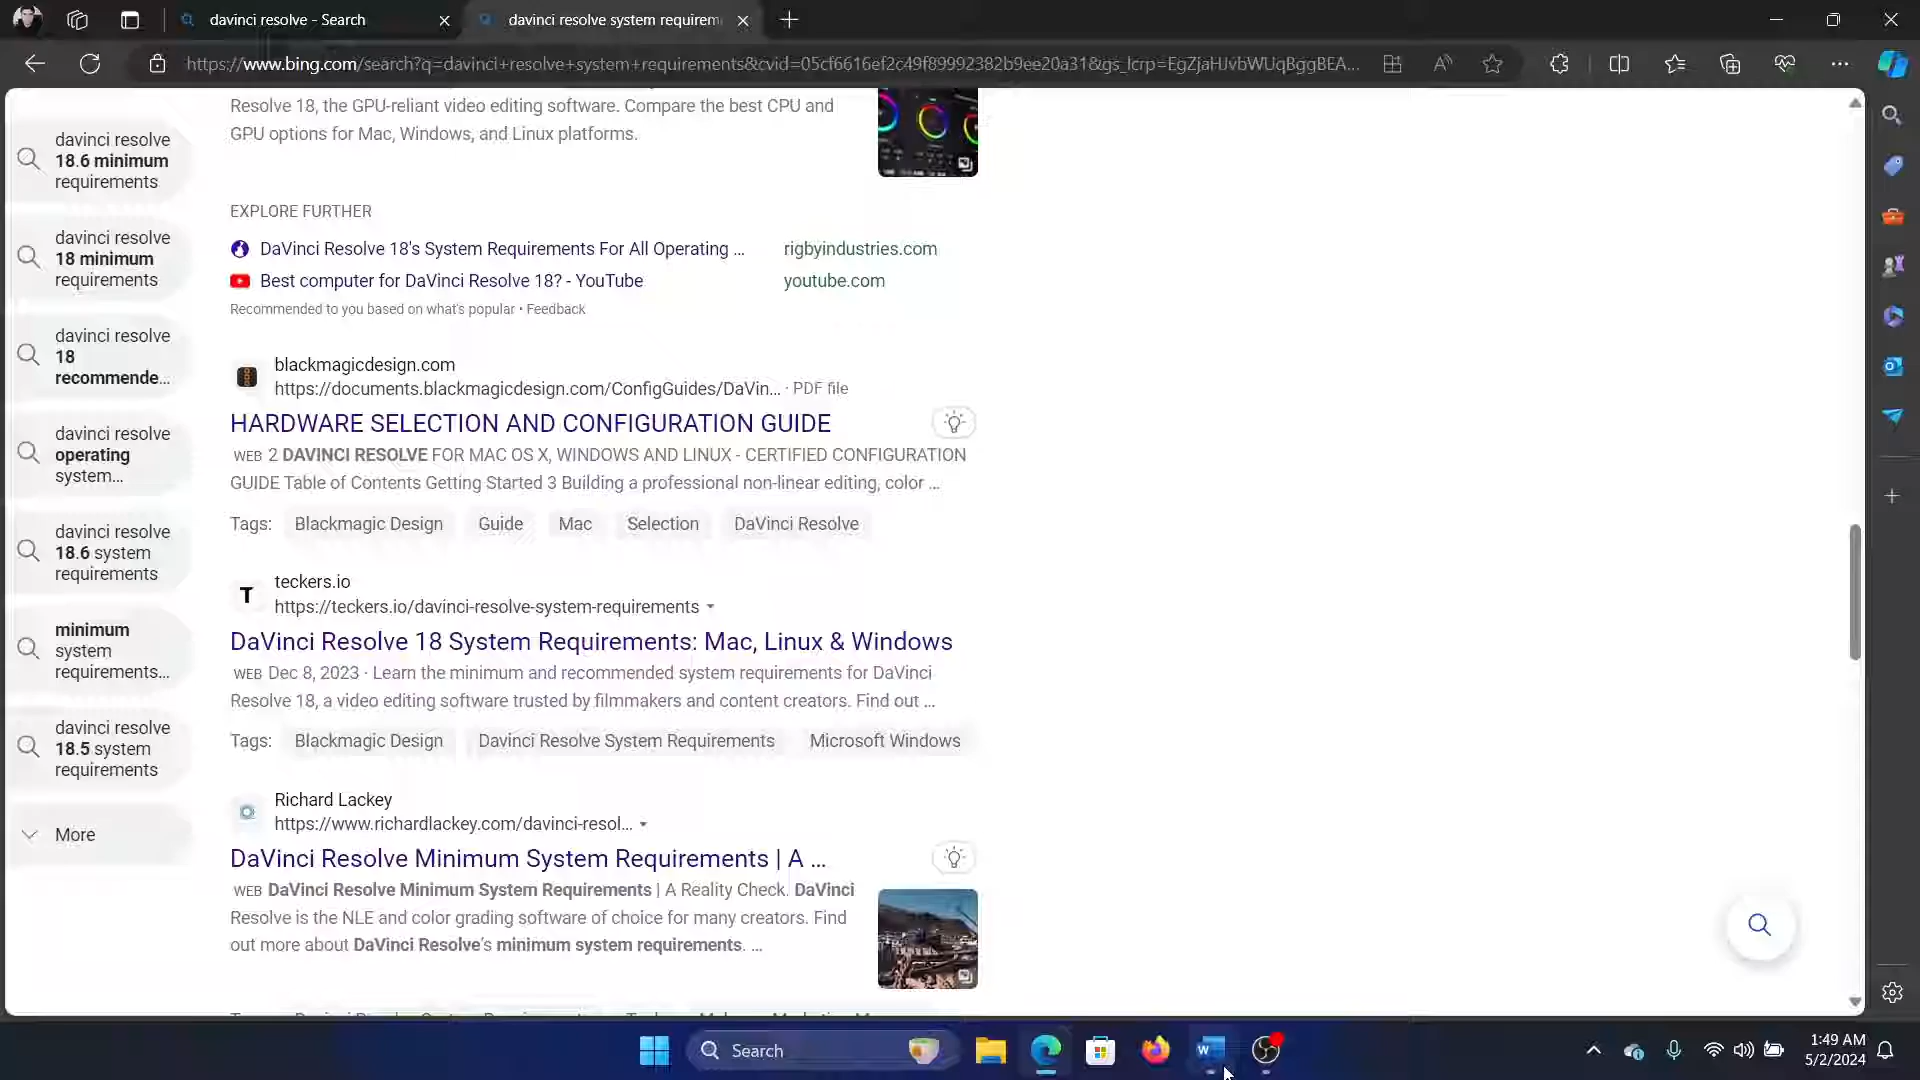 davinci resolve - Search
davinci resolve system requirem
https://www.bing.com/search?q=davinci+resolve+system+requirements&cvid=05cf6616ef2c49f89992382b9ee20a31&gs_lcrp=EgZjaHJvbWUqBggBEA...
davinci resolve
18.6 minimum
requirements
davinci resolve
18 minimum
requirements
davinci resolve
18
recommende...
davinci resolve
operating
system...
davinci resolve
18.6 system
requirements
minimum
system
requirements...
davinci resolve
18.5 system
requirements
More
Resolve 18, the GPU-reliant video editing software. Compare the best CPU and
GPU options for Mac, Windows, and Linux platforms.
EXPLORE FURTHER
DaVinci Resolve 18's System Requirements For All Operating ... rigbyindustries.com
Best computer for DaVinci Resolve 18? - YouTube youtube.com
Recommended to you based on what's popular • Feedback
blackmagicdesign.com
https://documents.blackmagicdesign.com/ConfigGuides/DaVin... · PDF file
HARDWARE SELECTION AND CONFIGURATION GUIDE
WEB 2 DAVINCI RESOLVE FOR MAC OS X, WINDOWS AND LINUX - CERTIFIED CONFIGURATION
GUIDE Table of Contents Getting Started 3 Building a professional non-linear editing, color ...
Tags: Blackmagic Design Guide Mac Selection DaVinci Resolve
T teckers.io
https://teckers.io/davinci-resolve-system-requirements
DaVinci Resolve 18 System Requirements: Mac, Linux & Windows
WEB Dec 8, 2023 · Learn the minimum and recommended system requirements for DaVinci
Resolve 18, a video editing software trusted by filmmakers and content creators. Find out ...
Tags: Blackmagic Design Davinci Resolve System Requirements Microsoft Windows
Richard Lackey
https://www.richardlackey.com/davinci-resol...
DaVinci Resolve Minimum System Requirements | A ...
WEB DaVinci Resolve Minimum System Requirements | A Reality Check. DaVinci
Resolve is the NLE and color grading software of choice for many creators. Find
out more about DaVinci Resolve's minimum system requirements. ...
Search
1:49 AM
5/2/2024